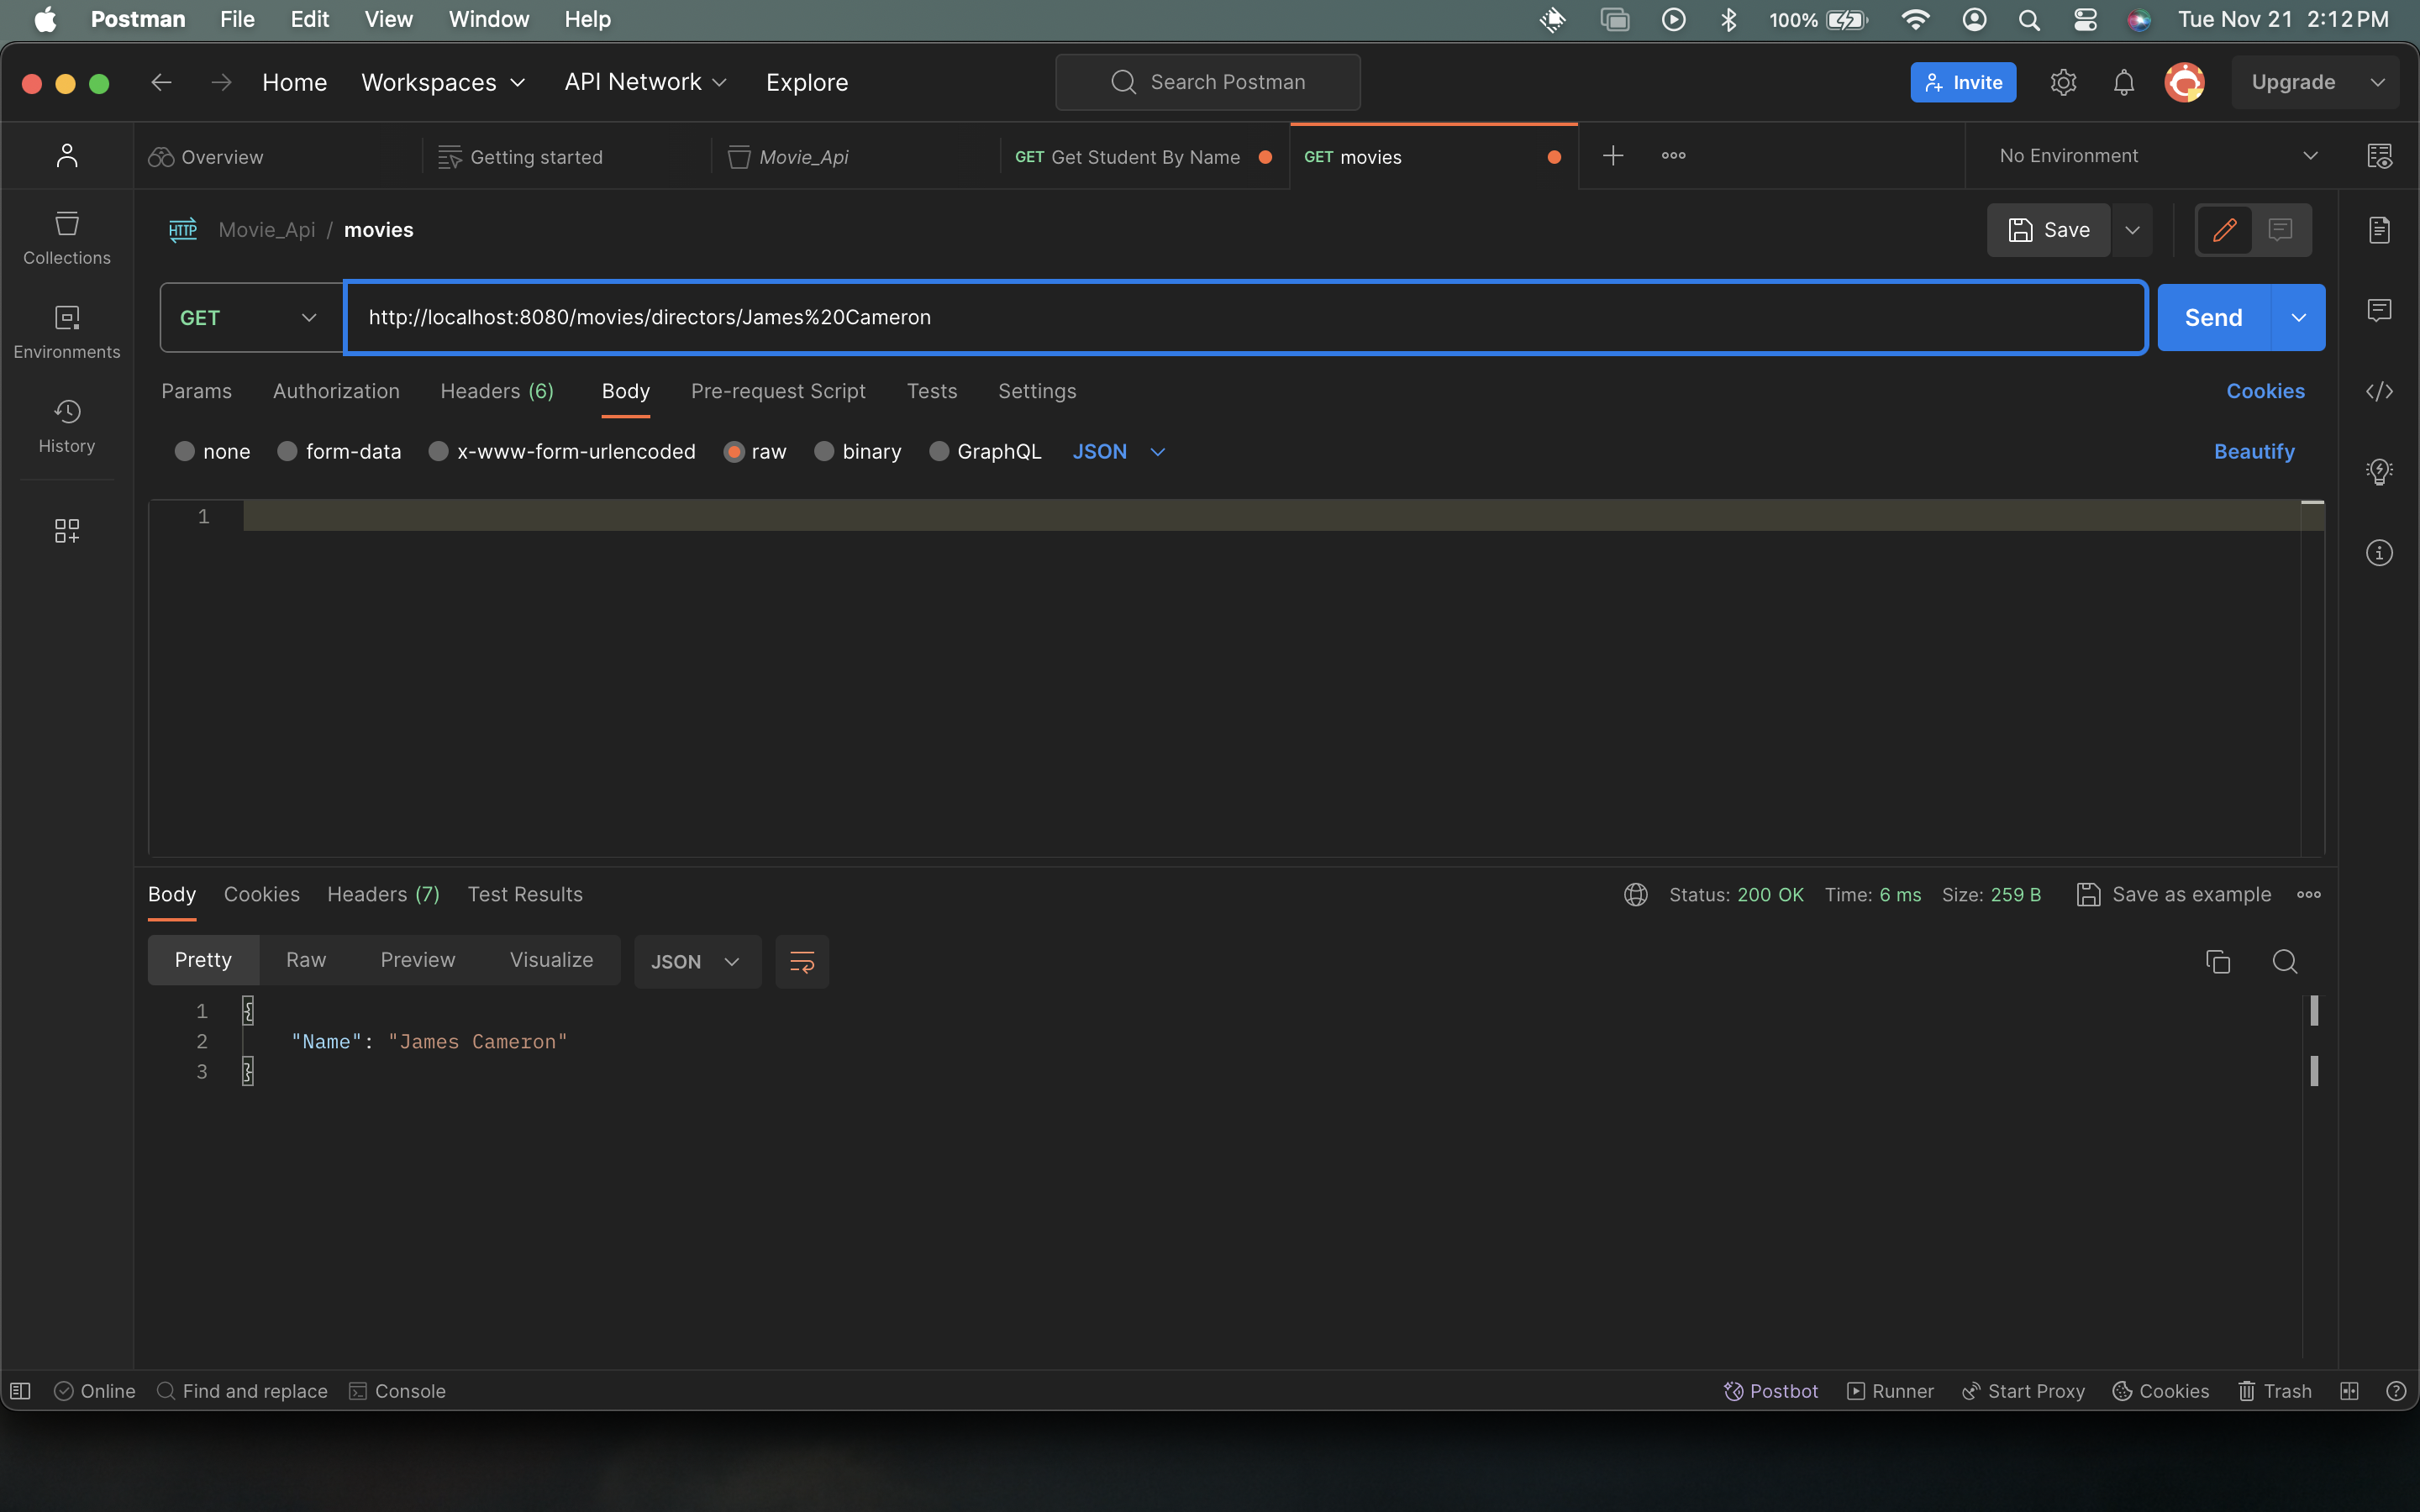 Postman File Edit View Window Help 100% Tue Nov 21 2:12 PM
Home Workspaces API Network Explore Search Postman Invite Upgrade
Overview Getting started Movie_Api GET Get Student By Name GET movies No Environment
HTTP Movie_Api / movies Save
Collections
Environments
History
GET http://localhost:8080/movies/directors/James%20Cameron Send
Params Authorization Headers (6) Body Pre-request Script Tests Settings Cookies
none form-data x-www-form-urlencoded raw binary GraphQL JSON Beautify
1
Body Cookies Headers (7) Test Results Status: 200 OK Time: 6 ms Size: 259 B Save as example
Pretty Raw Preview Visualize JSON
1 {
2 "Name": "James Cameron"
3 }
Online Find and replace Console Postbot Runner Start Proxy Cookies Trash